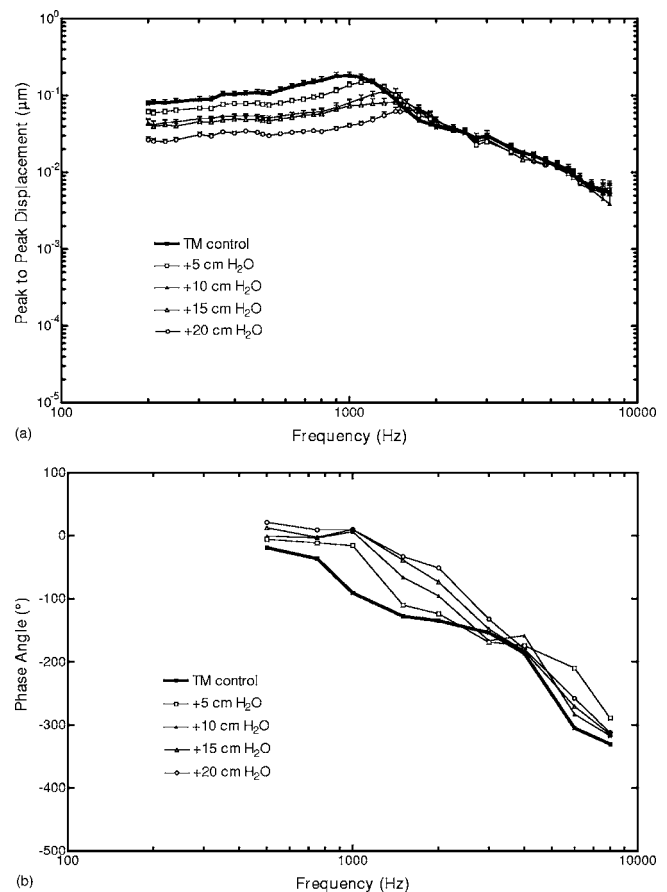 10⁰
10⁻¹
10⁻²
10⁻³
10⁻⁴
10⁻⁵
Peak to Peak Displacement (µm)
TM control
+5 cm H₂O
+10 cm H₂O
+15 cm H₂O
+20 cm H₂O
100 1000 10000
(a)
Frequency (Hz)
100
0
-100
-200
-300
-400
-500
Phase Angle (°)
TM control
+5 cm H₂O
+10 cm H₂O
+15 cm H₂O
+20 cm H₂O
100 1000 10000
(b)
Frequency (Hz)